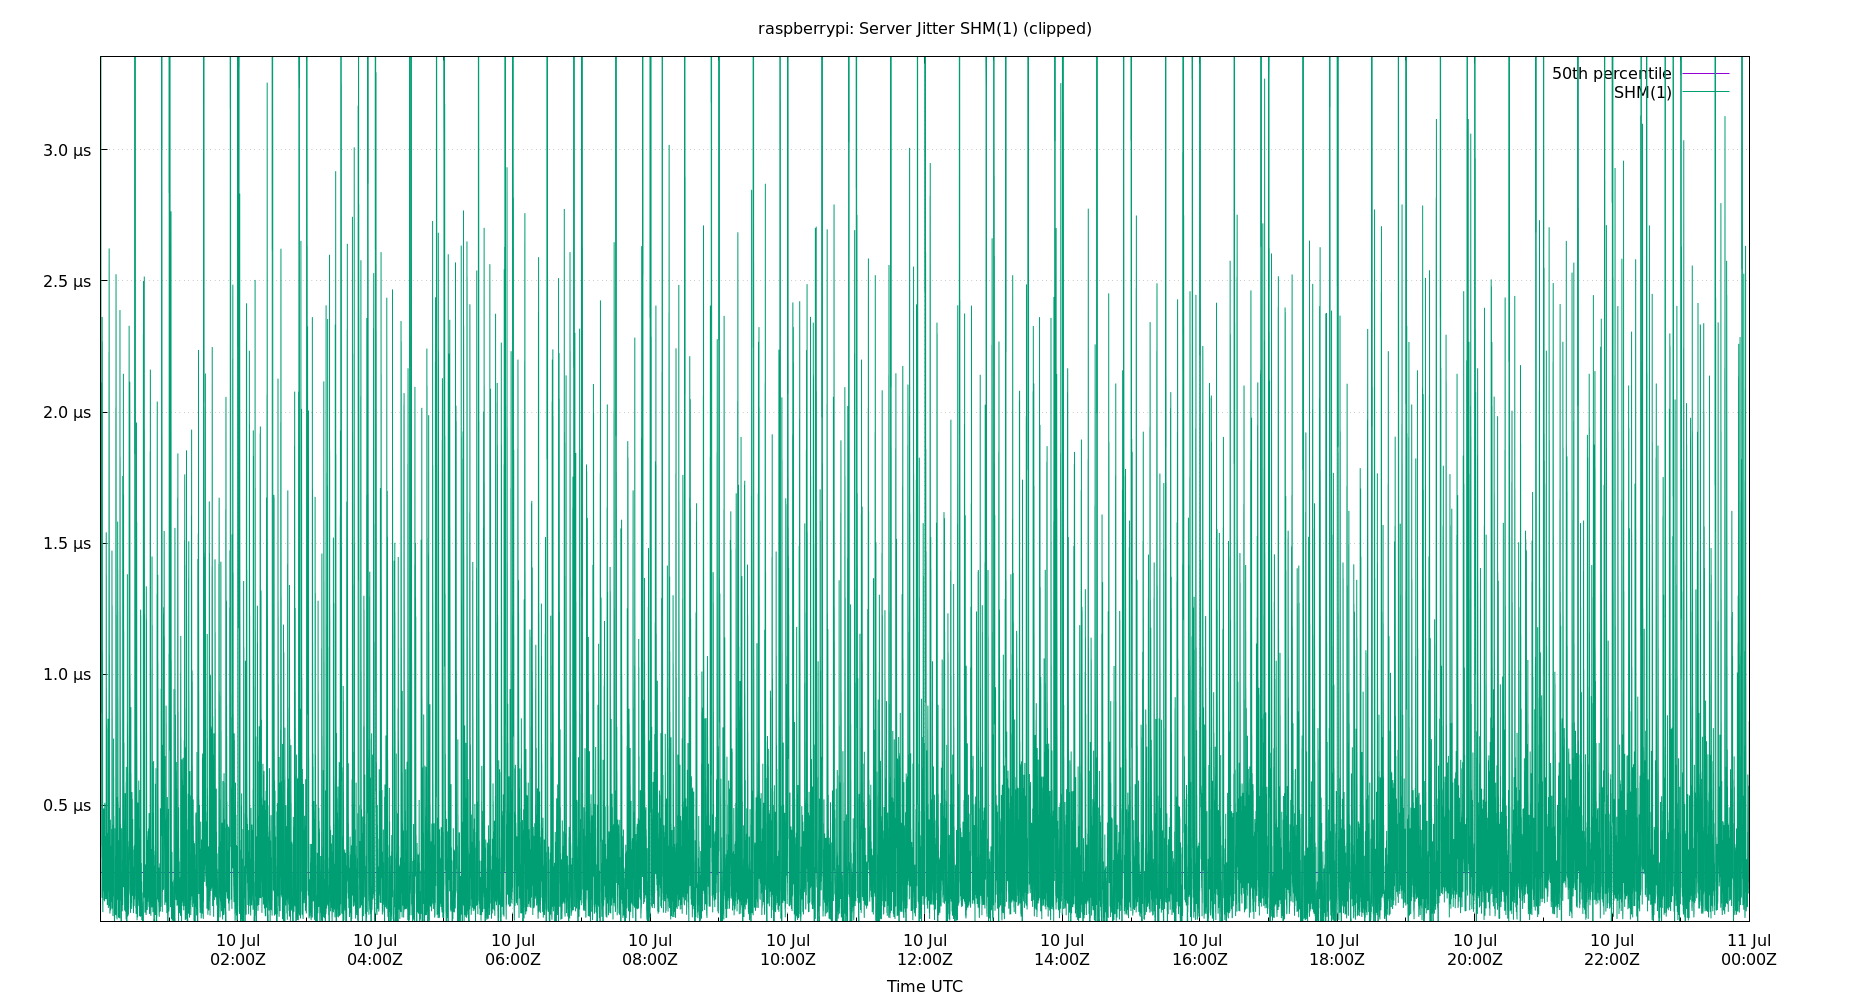 raspberrypi: Server Jitter SHM(1) (clipped)
50th percentile
SHM(1)
3.0 µs
2.5 µs
2.0 µs
1.5 µs
1.0 µs
0.5 µs
10 Jul 10 Jul 10 Jul 10 Jul 10 Jul 10 Jul 10 Jul 10 Jul 10 Jul 10 Jul 10 Jul 11 Jul
02:00Z 04:00Z 06:00Z 08:00Z 10:00Z 12:00Z 14:00Z 16:00Z 18:00Z 20:00Z 22:00Z 00:00Z
Time UTC